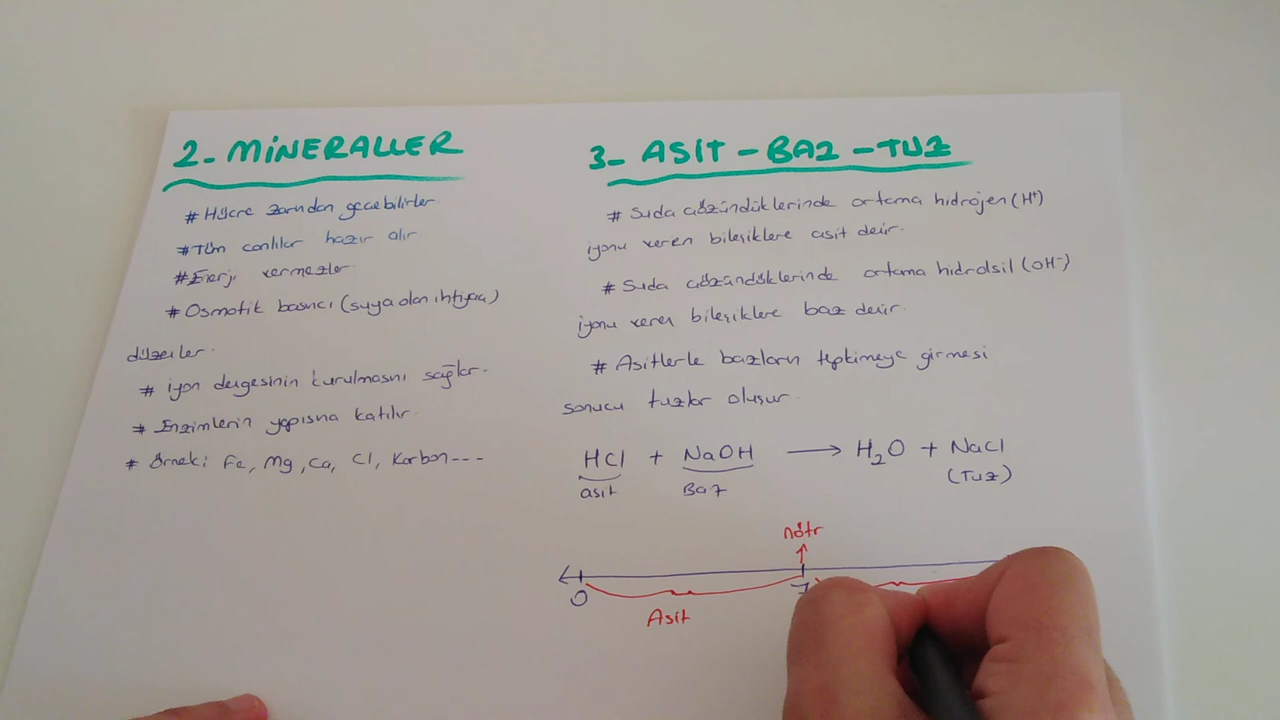 2- MİNERALLER
# Hücre zarından geçebilirler
# Tüm canlılar hazır alır.
# Enerji vermezler.
# Osmotik basıncı (suya olan ihtiyacı)
düzenler.
# iyon dengesinin kurulmasını sağlar.
# Enzimlerin yapısına katılır.
# Örnek: Fe, Mg, Ca, Cl, Karbon---
3- ASİT - BAZ - TUZ
# Suda çözündüklerinde ortama hidrojen (H⁺)
iyonu veren bileşiklere asit denir.
# Suda çözündüklerinde ortama hidroksil (OH⁻)
iyonu veren bileşiklere baz denir.
# Asitlerle bazların tepkimeye girmesi
sonucu tuzlar oluşur.
HCl + NaOH → H₂O + NaCl
asit Baz (Tuz)
nötr
0 7
Asit